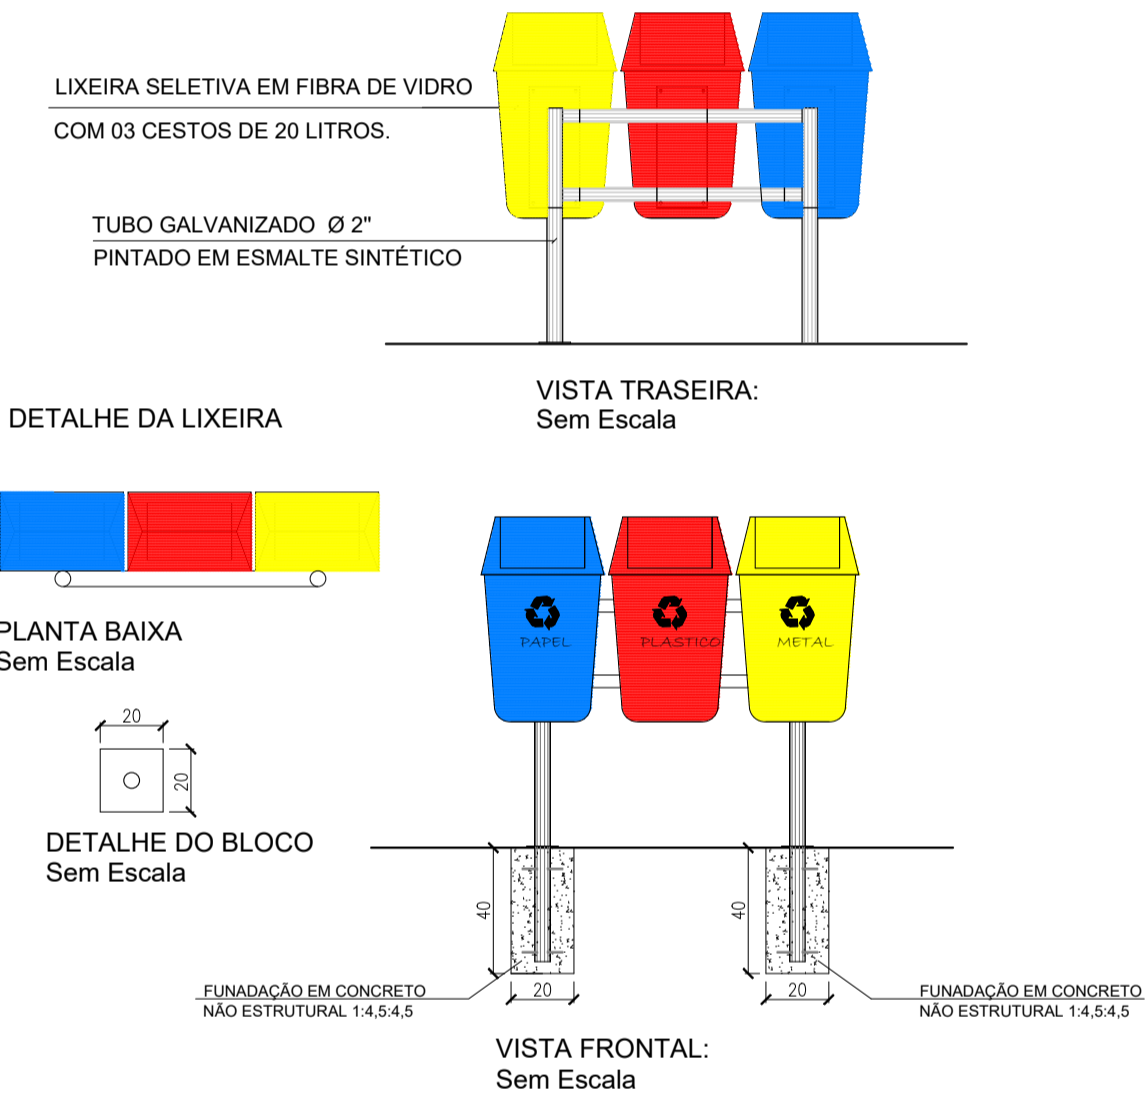 LIXEIRA SELETIVA EM FIBRA DE VIDRO
COM 03 CESTOS DE 20 LITROS.
TUBO GALVANIZADO Ø 2"
PINTADO EM ESMALTE SINTÉTICO
VISTA TRASEIRA:
Sem Escala
DETALHE DA LIXEIRA
PLANTA BAIXA
Sem Escala
20
20
DETALHE DO BLOCO
Sem Escala
PAPEL
PLASTICO
METAL
40
40
20
20
FUNADAÇÃO EM CONCRETO
NÃO ESTRUTURAL 1:4,5:4,5
FUNADAÇÃO EM CONCRETO
NÃO ESTRUTURAL 1:4,5:4,5
VISTA FRONTAL:
Sem Escala